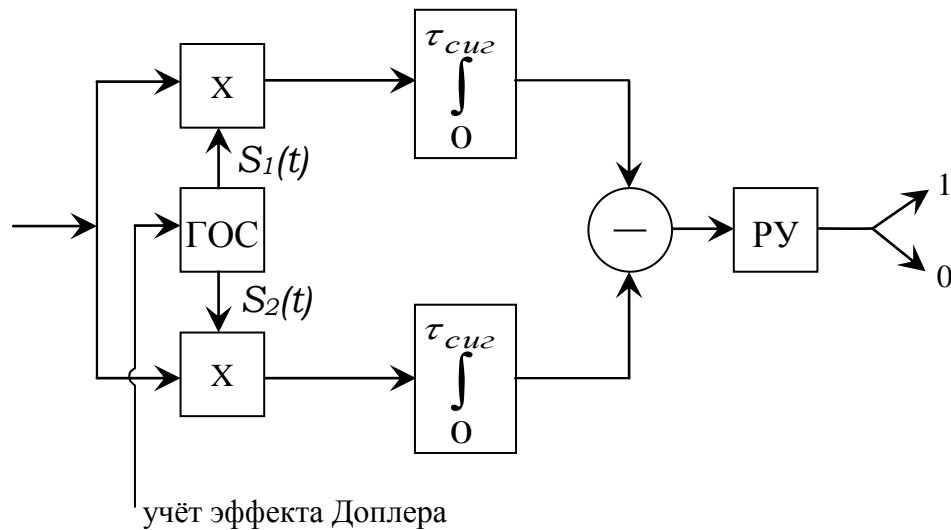 τсиг
∫
0
X
S1(t)
1
ГОС
—
РУ
0
S2(t)
τсиг
∫
0
X
учёт эффекта Доплера